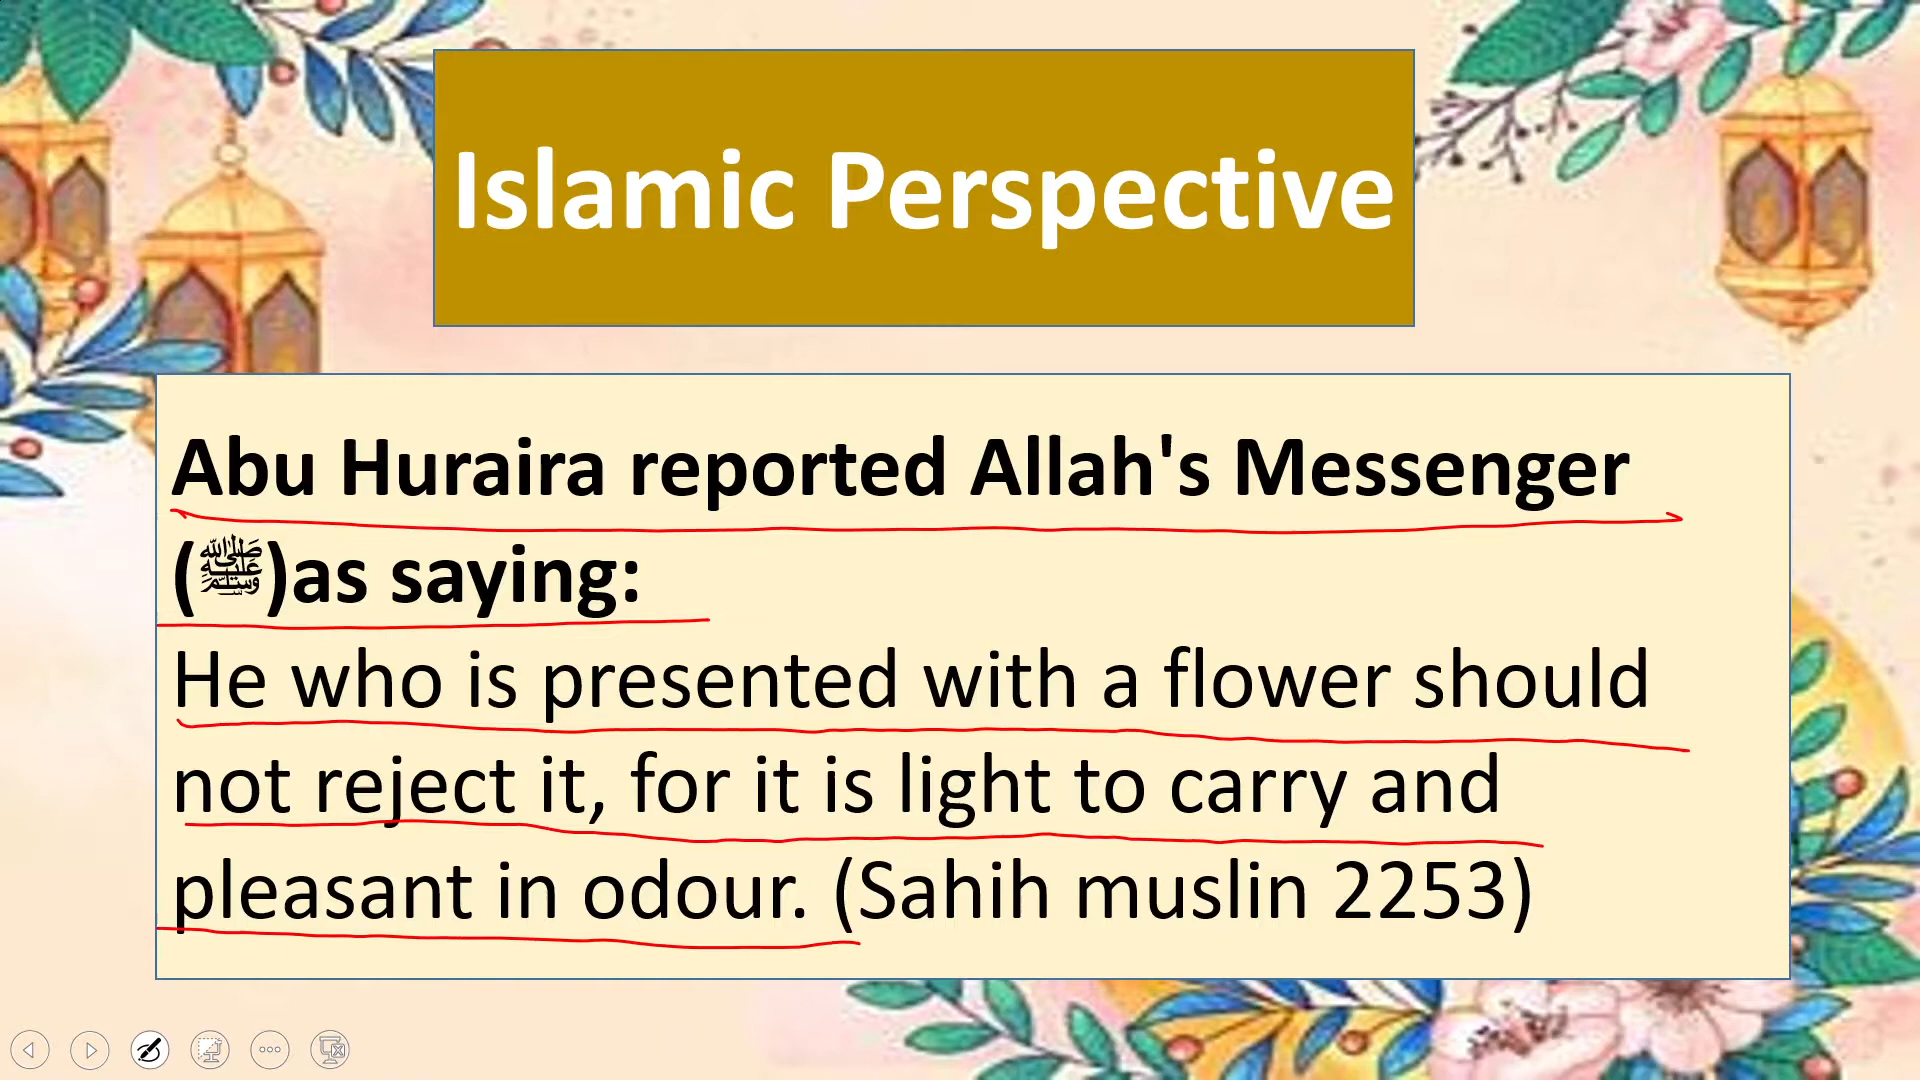 Islamic Perspective
Abu Huraira reported Allah's Messenger
(ﷺ)as saying:
He who is presented with a flower should
not reject it, for it is light to carry and
pleasant in odour. (Sahih muslin 2253)